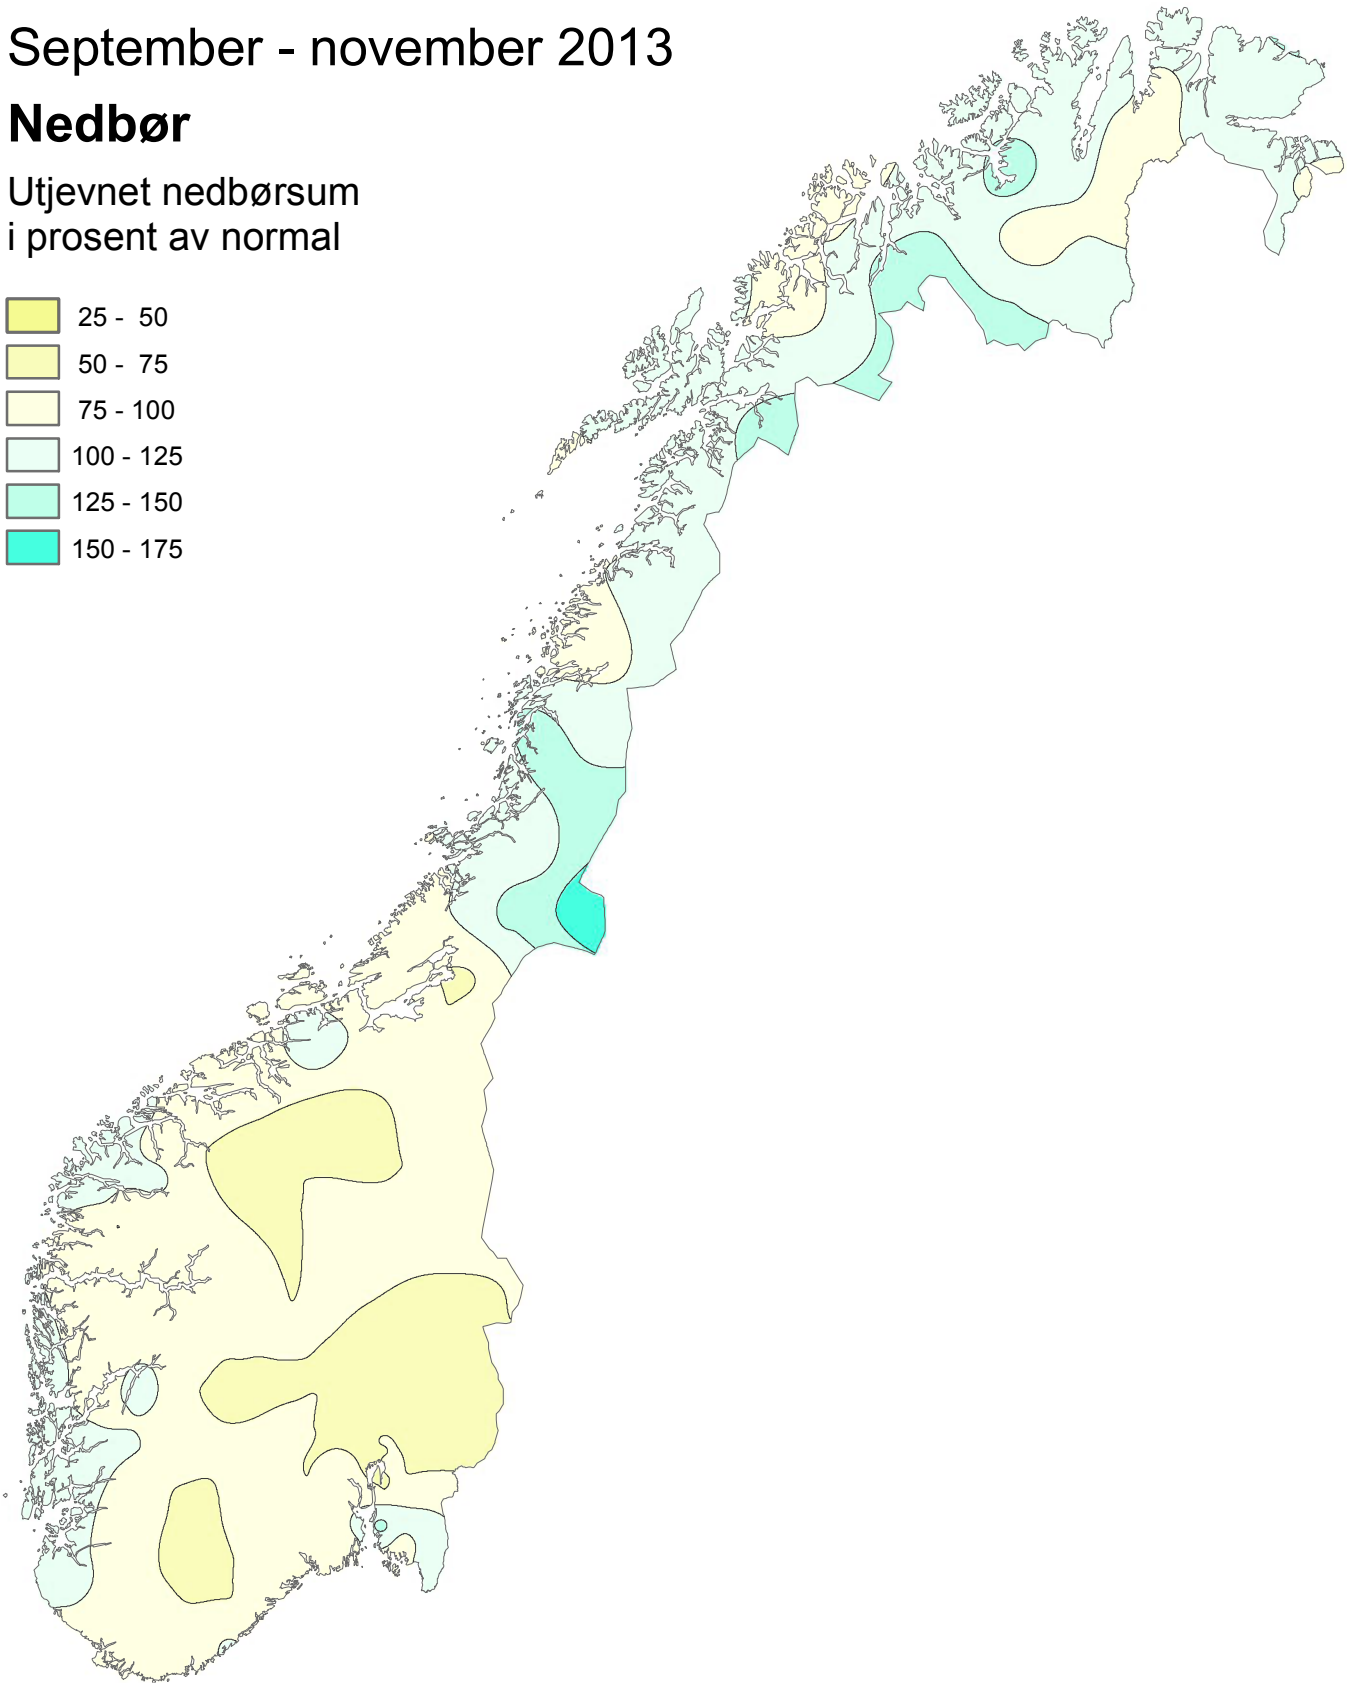 September - november 2013
Nedbør
Utjevnet nedbørsum
i prosent av normal
25 - 50
50 - 75
75 - 100
100 - 125
125 - 150
150 - 175